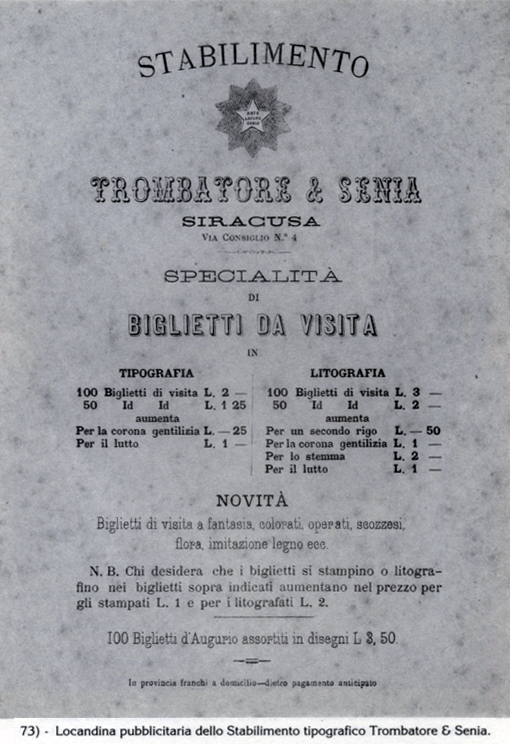 STABILIMENTO
TROMBATORE & SENIA
SIRACUSA
VIA CONSIGLIO N.º 4
SPECIALITÀ
DI
BIGLIETTI DA VISITA
IN
TIPOGRAFIA
100 Biglietti di visita L. 2 —
50 Id Id L. 1 25
aumenta
Per la corona gentilizia L. — 25
Per il lutto L. 1 —
LITOGRAFIA
100 Biglietti di visita L. 3 —
50 Id Id L. 2 —
aumenta
Per un secondo rigo L. — 50
Per la corona gentilizia L. 1 —
Per lo stemma L. 2 —
Per il lutto L. 1 —
NOVITÀ
Biglietti di visita a fantasia, colorati, operati, scozzesi,
flora, imitazione legno ecc.
N. B. Chi desidera che i biglietti si stampino o litogra-
fino nei biglietti sopra indicati aumentano nel prezzo per
gli stampati L. 1 e per i litografati L. 2.
100 Biglietti d'Augurio assortiti in disegni L 3, 50.
In provincia franchi a domicilio—dietro pagamento anticipato
73) - Locandina pubblicitaria dello Stabilimento tipografico Trombatore & Senia.